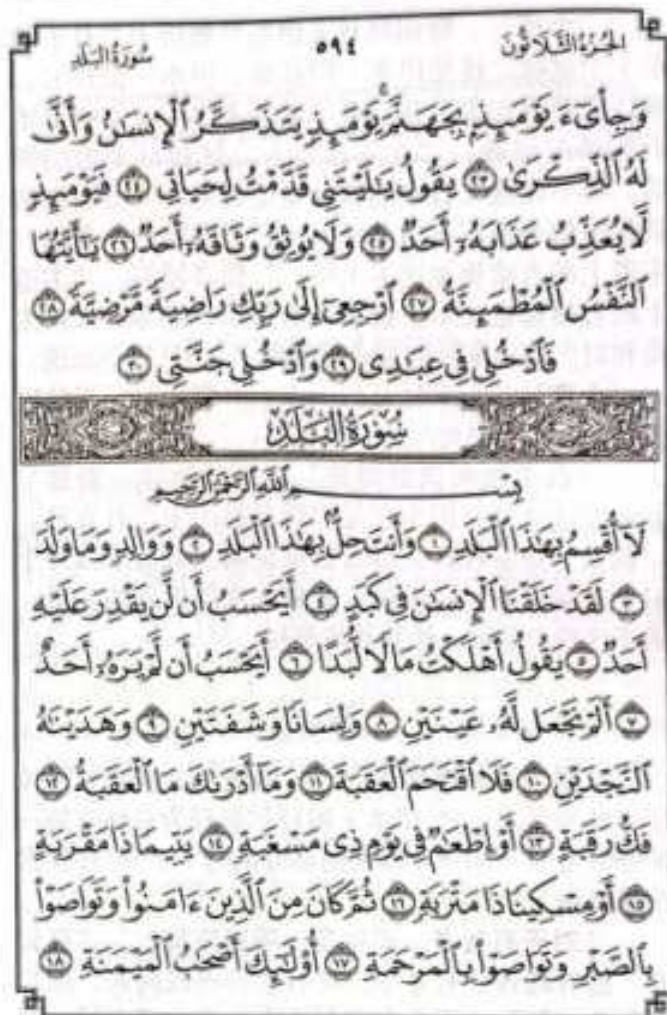 الجزء الثلاثون ٥٩٤ سورة البلد
وَجِا۟ىٓءَ يَوْمَئِذٍۭ بِجَهَنَّمَۚ يَوْمَئِذٍ يَتَذَكَّرُ ٱلْإِنسَٰنُ وَأَنَّىٰ
لَهُ ٱلذِّكْرَىٰ ٢٣ يَقُولُ يَٰلَيْتَنِى قَدَّمْتُ لِحَيَاتِى ٢٤ فَيَوْمَئِذٍ
لَّا يُعَذِّبُ عَذَابَهُۥٓ أَحَدٌ ٢٥ وَلَا يُوثِقُ وَثَاقَهُۥٓ أَحَدٌ ٢٦ يَٰٓأَيَّتُهَا
ٱلنَّفْسُ ٱلْمُطْمَئِنَّةُ ٢٧ ٱرْجِعِىٓ إِلَىٰ رَبِّكِ رَاضِيَةً مَّرْضِيَّةً ٢٨
فَٱدْخُلِى فِى عِبَٰدِى ٢٩ وَٱدْخُلِى جَنَّتِى ٣٠
سُورَةُ البَلَدِ
بِسْمِ ٱللَّهِ ٱلرَّحْمَٰنِ ٱلرَّحِيمِ
لَآ أُقْسِمُ بِهَٰذَا ٱلْبَلَدِ ١ وَأَنتَ حِلٌّۢ بِهَٰذَا ٱلْبَلَدِ ٢ وَوَالِدٍ وَمَا وَلَدَ
٣ لَقَدْ خَلَقْنَا ٱلْإِنسَٰنَ فِى كَبَدٍ ٤ أَيَحْسَبُ أَن لَّن يَقْدِرَ عَلَيْهِ
أَحَدٌ ٥ يَقُولُ أَهْلَكْتُ مَالًا لُّبَدًا ٦ أَيَحْسَبُ أَن لَّمْ يَرَهُۥٓ أَحَدٌ
٧ أَلَمْ نَجْعَل لَّهُۥ عَيْنَيْنِ ٨ وَلِسَانًا وَشَفَتَيْنِ ٩ وَهَدَيْنَٰهُ
ٱلنَّجْدَيْنِ ١٠ فَلَا ٱقْتَحَمَ ٱلْعَقَبَةَ ١١ وَمَآ أَدْرَىٰكَ مَا ٱلْعَقَبَةُ ١٢
فَكُّ رَقَبَةٍ ١٣ أَوْ إِطْعَٰمٌ فِى يَوْمٍ ذِى مَسْغَبَةٍ ١٤ يَتِيمًا ذَا مَقْرَبَةٍ
١٥ أَوْ مِسْكِينًا ذَا مَتْرَبَةٍ ١٦ ثُمَّ كَانَ مِنَ ٱلَّذِينَ ءَامَنُوا۟ وَتَوَاصَوْا۟
بِٱلصَّبْرِ وَتَوَاصَوْا۟ بِٱلْمَرْحَمَةِ ١٧ أُو۟لَٰٓئِكَ أَصْحَٰبُ ٱلْمَيْمَنَةِ ١٨